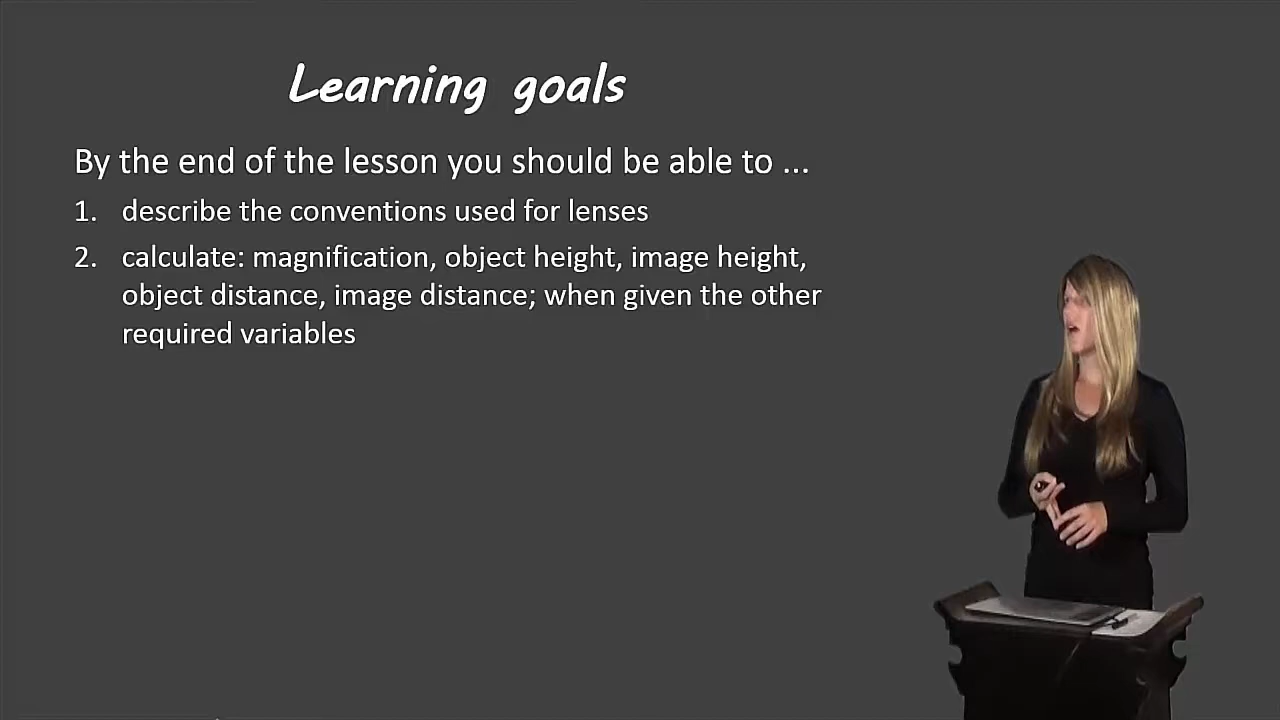 Learning goals
By the end of the lesson you should be able to ...
1. describe the conventions used for lenses
2. calculate: magnification, object height, image height,
object distance, image distance; when given the other
required variables